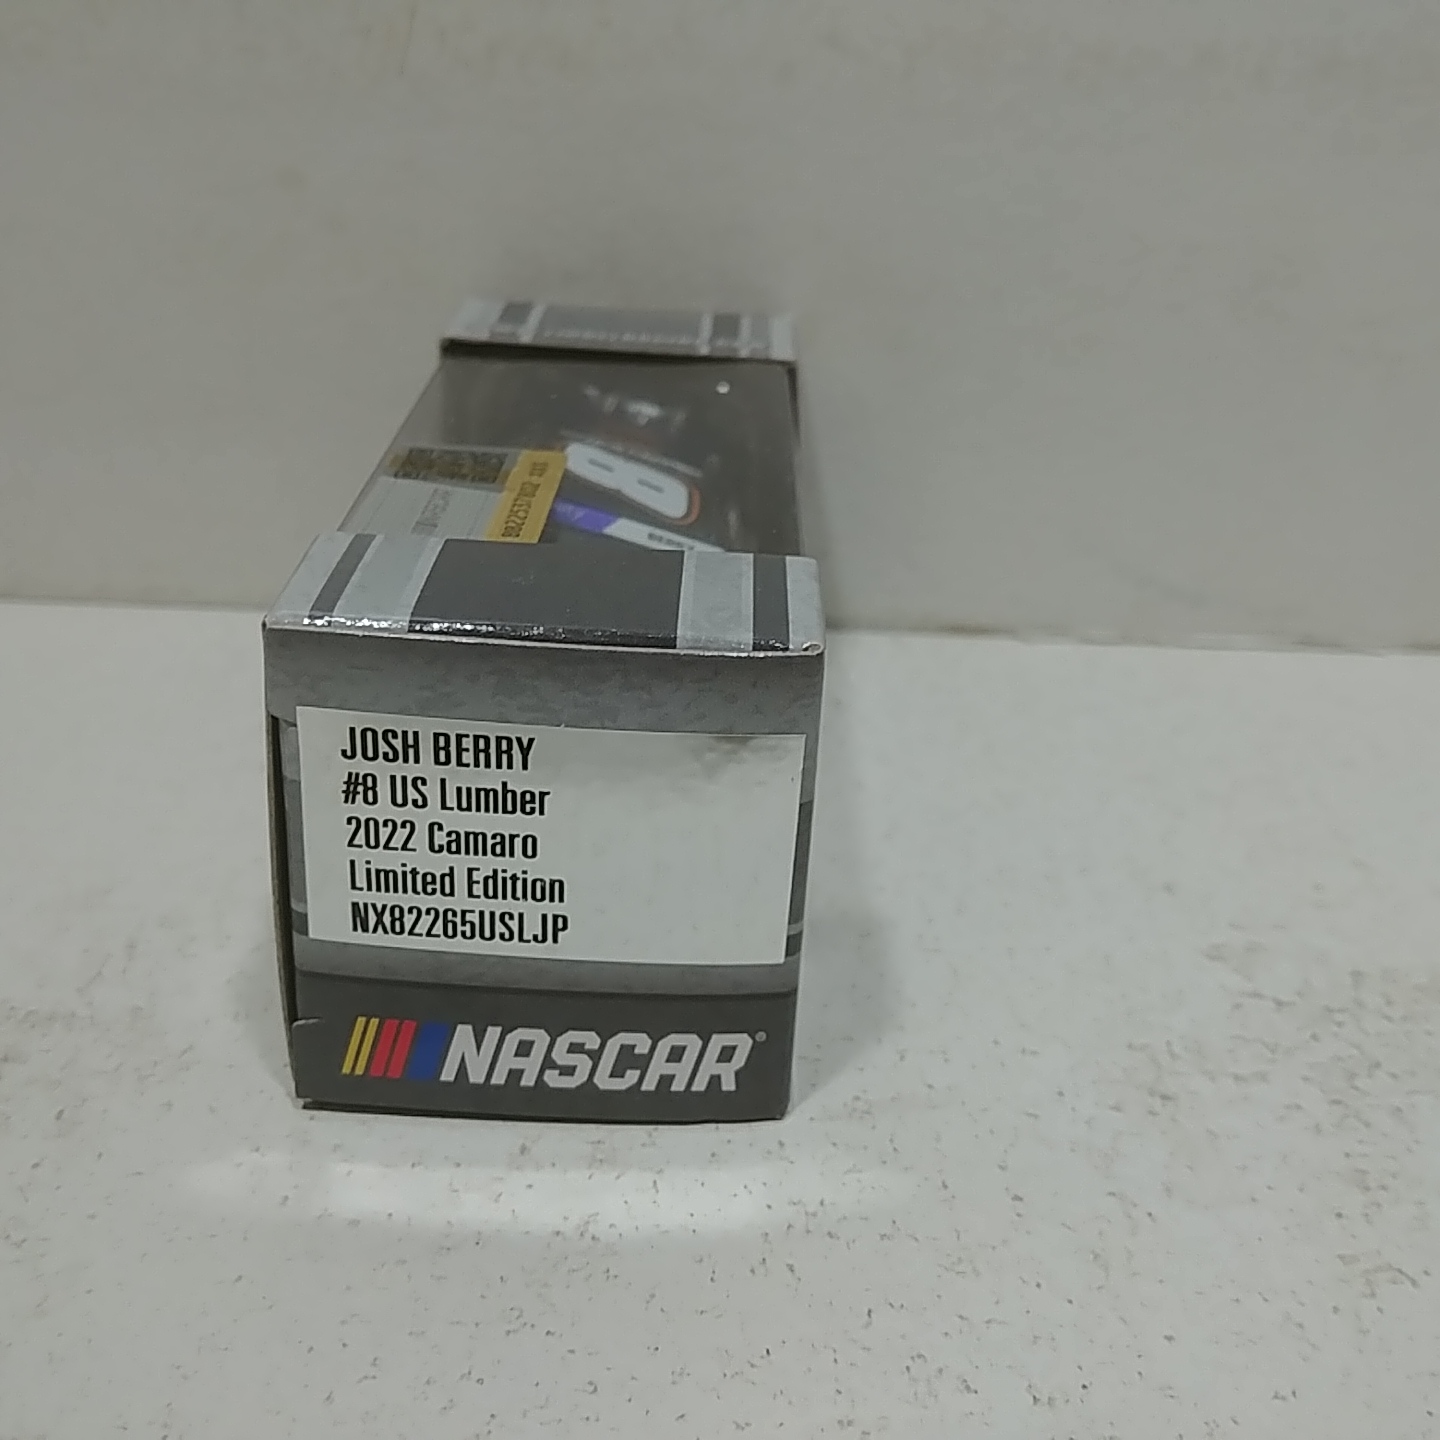 8
JOSH BERRY
#8 US Lumber
2022 Camaro
Limited Edition
NX82265USLJP
NASCAR